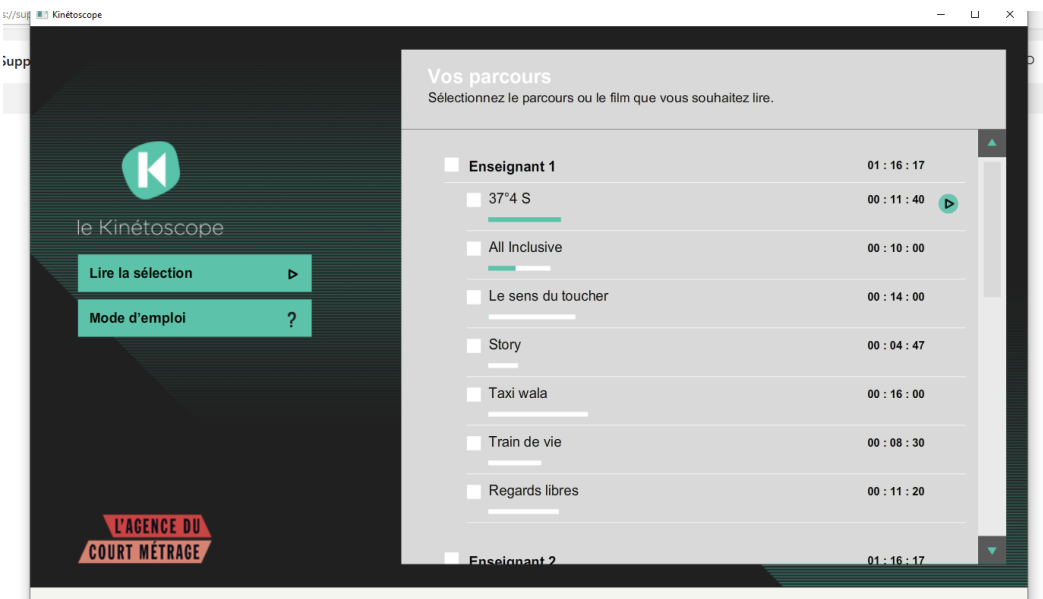 s://sup
Kinétoscope
Supp
Vos parcours
Sélectionnez le parcours ou le film que vous souhaitez lire.
K
le Kinétoscope
Lire la sélection
Mode d'emploi ?
Enseignant 1 01 : 16 : 17
37°4 S 00 : 11 : 40
All Inclusive 00 : 10 : 00
Le sens du toucher 00 : 14 : 00
Story 00 : 04 : 47
Taxi wala 00 : 16 : 00
Train de vie 00 : 08 : 30
Regards libres 00 : 11 : 20
Enseignant 2 01 : 16 : 17
L'AGENCE DU
COURT MÉTRAGE